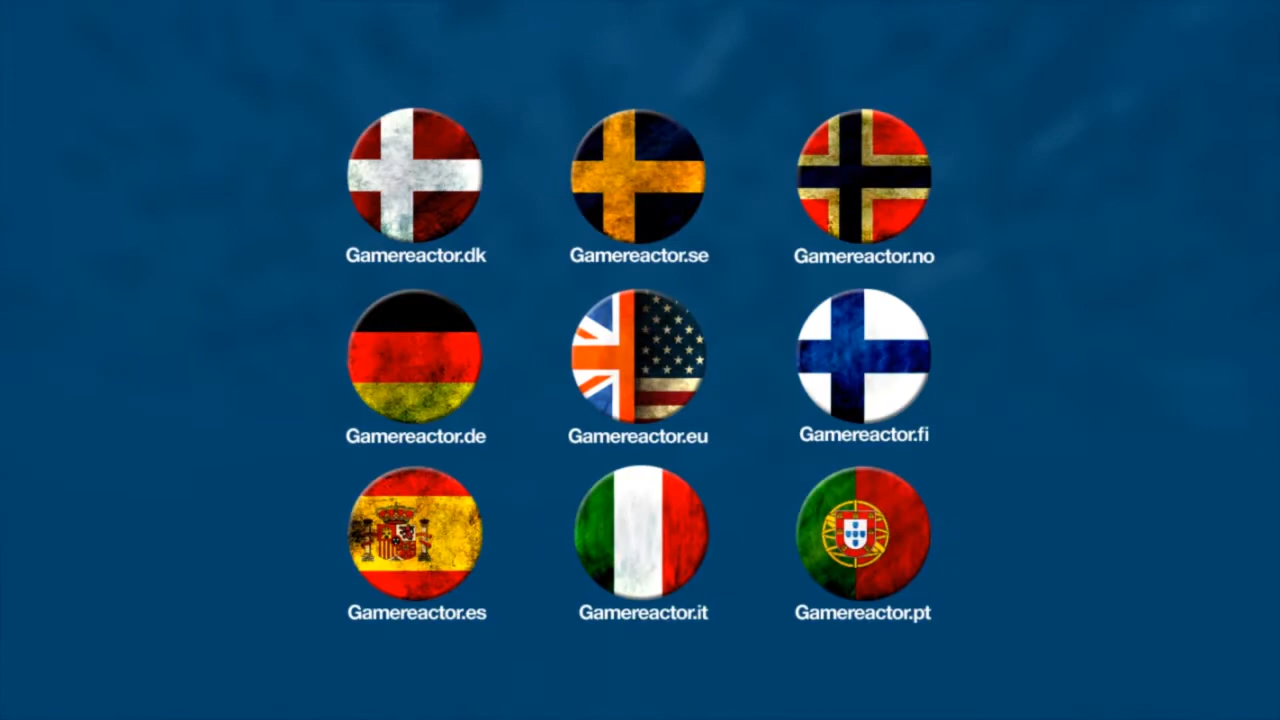 Gamereactor.dk
Gamereactor.se
Gamereactor.no
Gamereactor.de
Gamereactor.eu
Gamereactor.fi
Gamereactor.es
Gamereactor.it
Gamereactor.pt